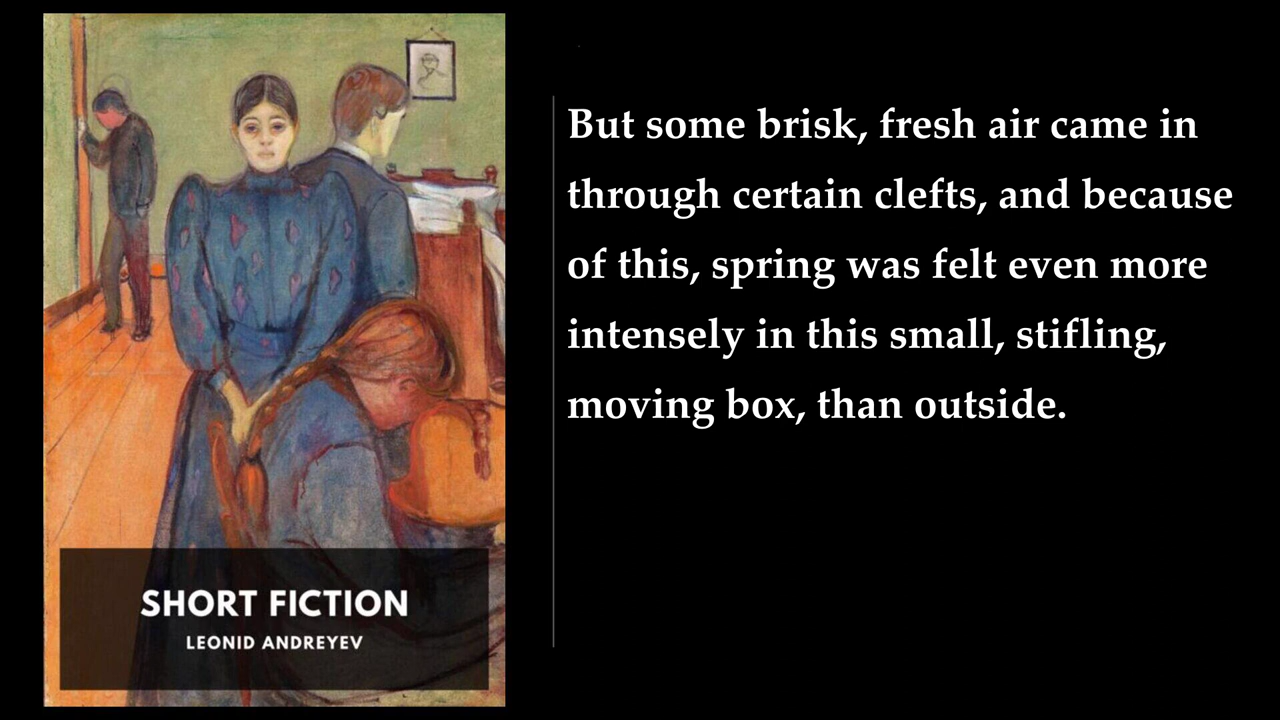 But some brisk, fresh air came in
through certain clefts, and because
of this, spring was felt even more
intensely in this small, stifling,
moving box, than outside.
SHORT FICTION
LEONID ANDREYEV